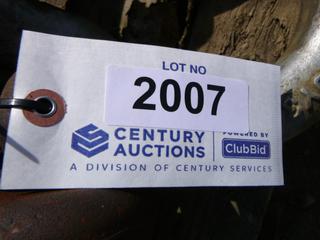 LOT NO
2007
CENTURY
AUCTIONS
POWERED BY
ClubBid
A DIVISION OF CENTURY SERVICES